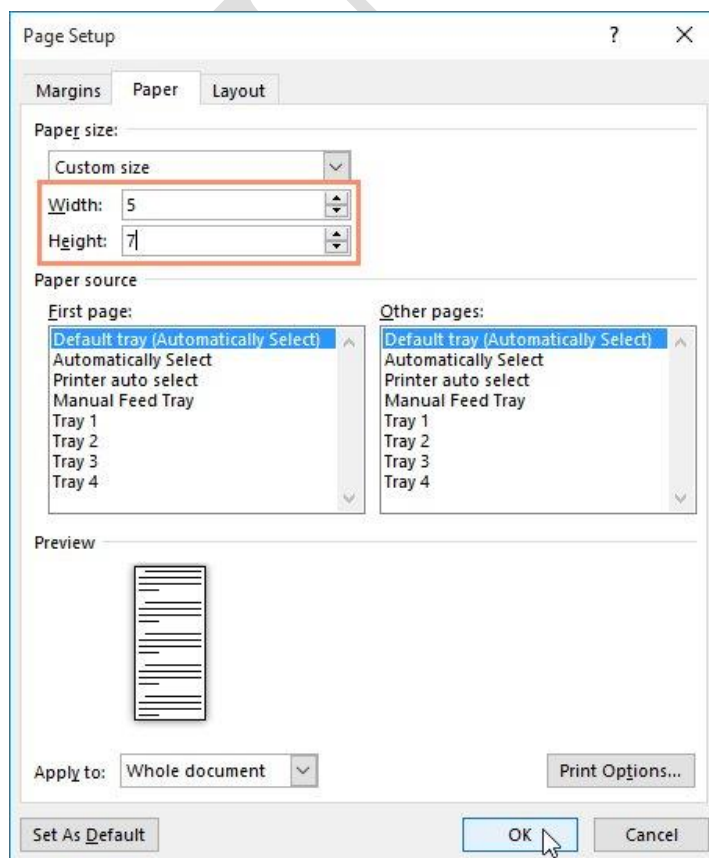 Page Setup ?
Margins Paper Layout
Paper size:
Custom size
Width: 5
Height: 7
Paper source
First page: Other pages:
Default tray (Automatically Select) Default tray (Automatically Select)
Automatically Select Automatically Select
Printer auto select Printer auto select
Manual Feed Tray Manual Feed Tray
Tray 1 Tray 1
Tray 2 Tray 2
Tray 3 Tray 3
Tray 4 Tray 4
Preview
Apply to: Whole document Print Options...
Set As Default OK Cancel